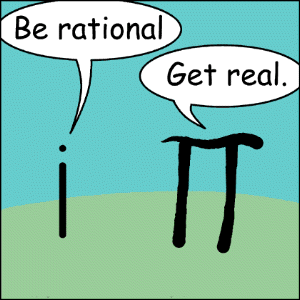 Be rational
Get real.
i
π